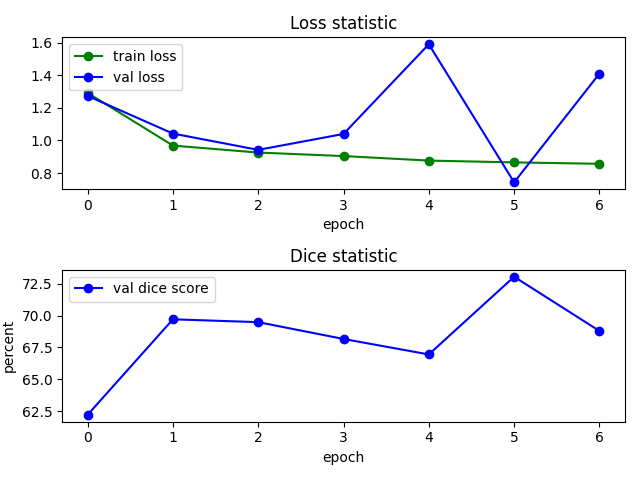 Loss statistic
train loss
val loss
1.6
1.4
1.2
1.0
0.8
0 1 2 3 4 5 6
epoch
Dice statistic
val dice score
percent
72.5
70.0
67.5
65.0
62.5
0 1 2 3 4 5 6
epoch